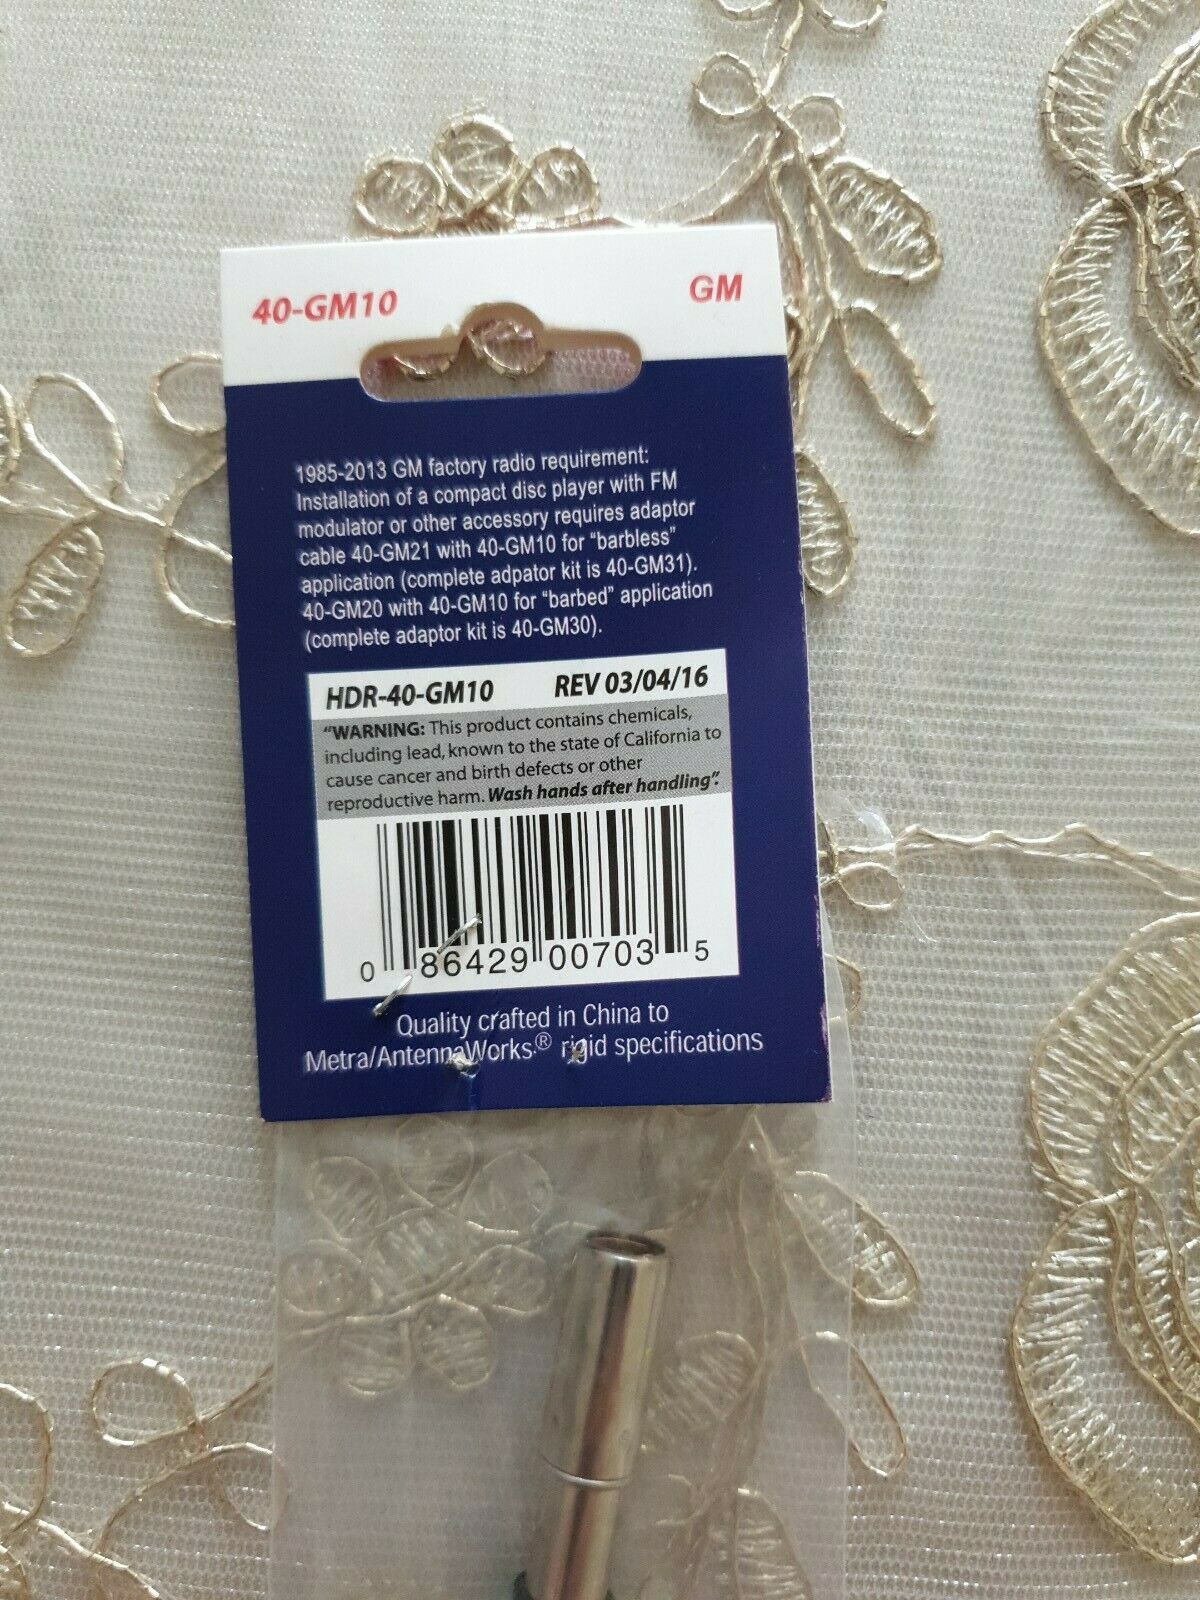 40-GM10 GM
1985-2013 GM factory radio requirement:
Installation of a compact disc player with FM
modulator or other accessory requires adaptor
cable 40-GM21 with 40-GM10 for “barbless”
application (complete adpator kit is 40-GM31).
40-GM20 with 40-GM10 for “barbed” application
(complete adaptor kit is 40-GM30).
HDR-40-GM10 REV 03/04/16
“WARNING: This product contains chemicals,
including lead, known to the state of California to
cause cancer and birth defects or other
reproductive harm. Wash hands after handling”.
0 86429 00703 5
Quality crafted in China to
Metra/AntennaWorks® rigid specifications